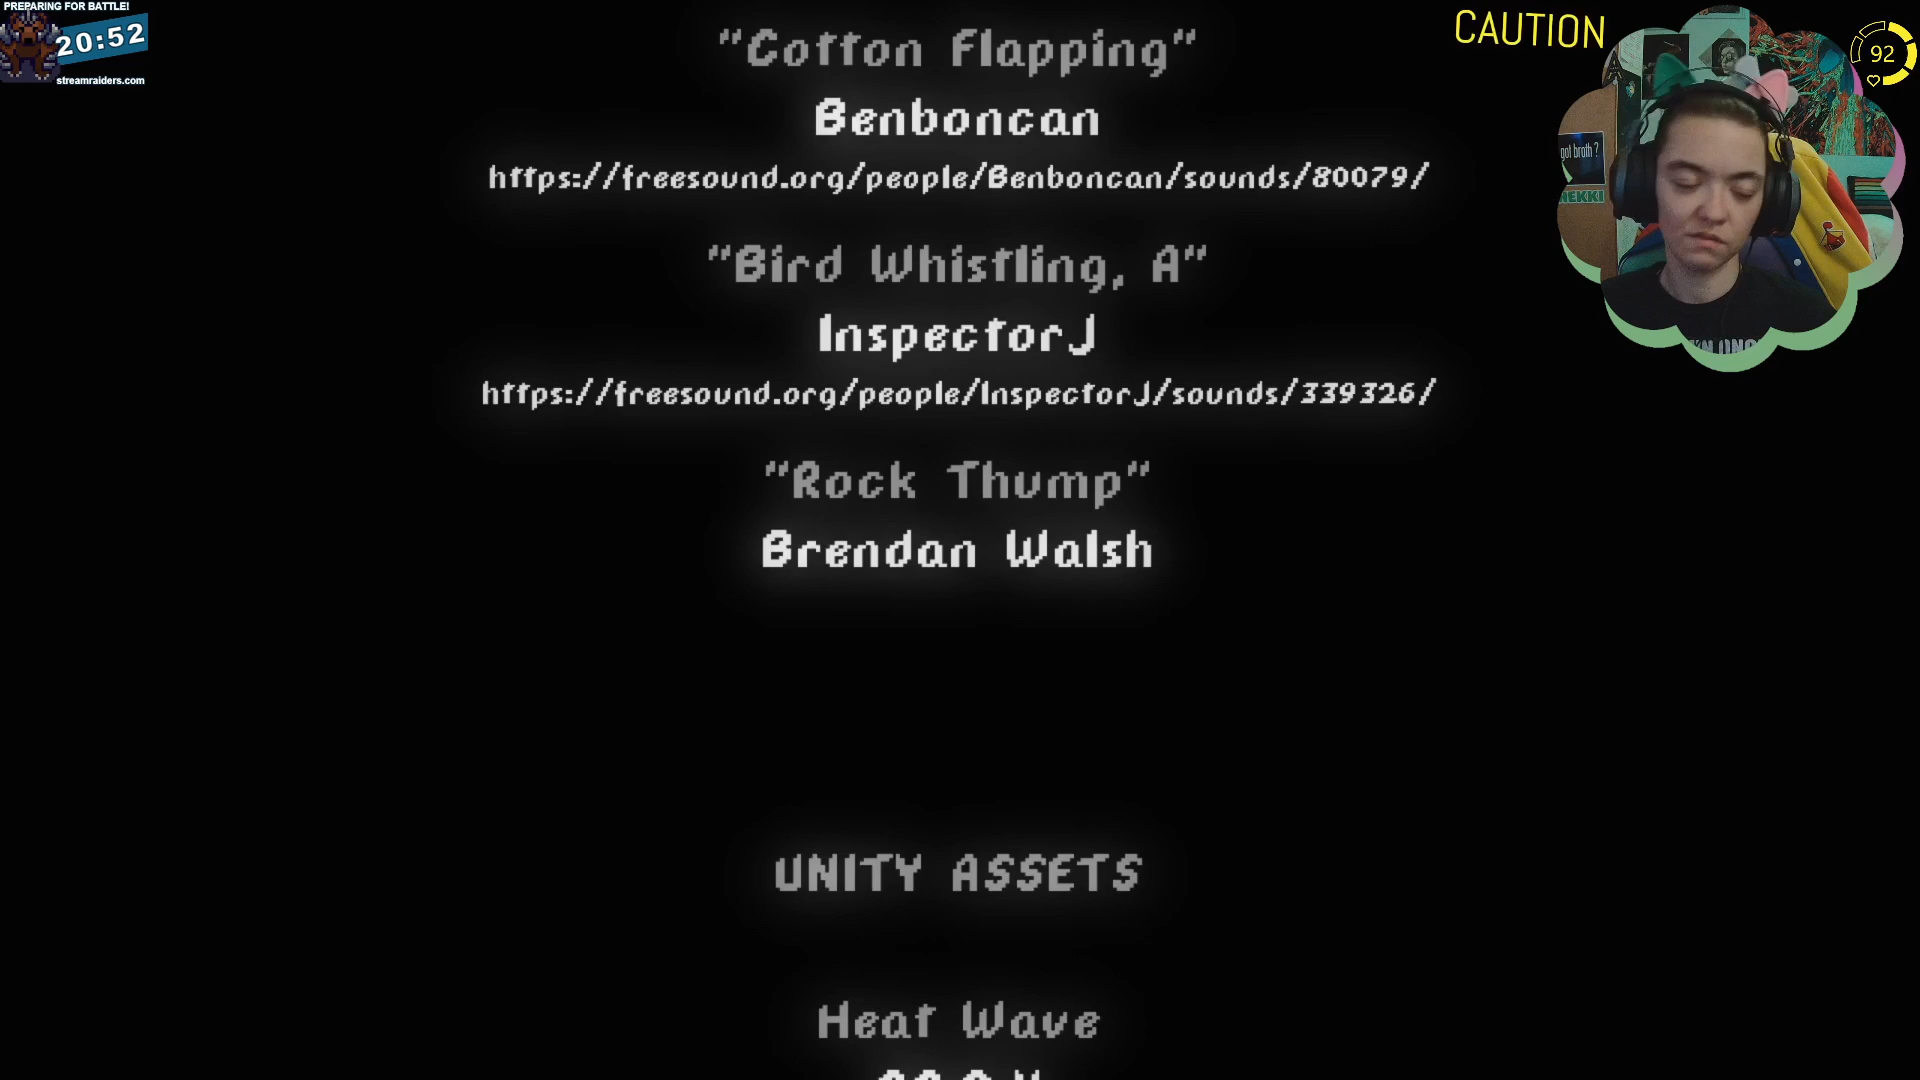 PREPARING FOR BATTLE!
20:52
streamraiders.com
CAUTION
92
got broth ?
NEKKI
"Cotton Flapping"
Benboncan
https://freesound.org/people/Benboncan/sounds/80079/
"Bird Whistling, A"
InspectorJ
https://freesound.org/people/InspectorJ/sounds/339326/
"Rock Thump"
Brendan Walsh
UNITY ASSETS
Heat Wave